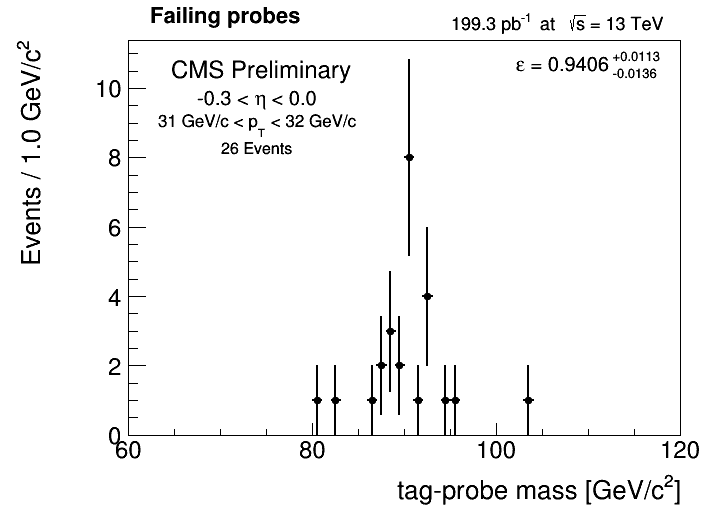 Failing probes
199.3 pb⁻¹ at √s = 13 TeV
CMS Preliminary
-0.3 < η < 0.0
31 GeV/c < p_T < 32 GeV/c
26 Events
ε = 0.9406 +0.0113 -0.0136
Events / 1.0 GeV/c²
10
8
6
4
2
0
60 80 100 120
tag-probe mass [GeV/c²]